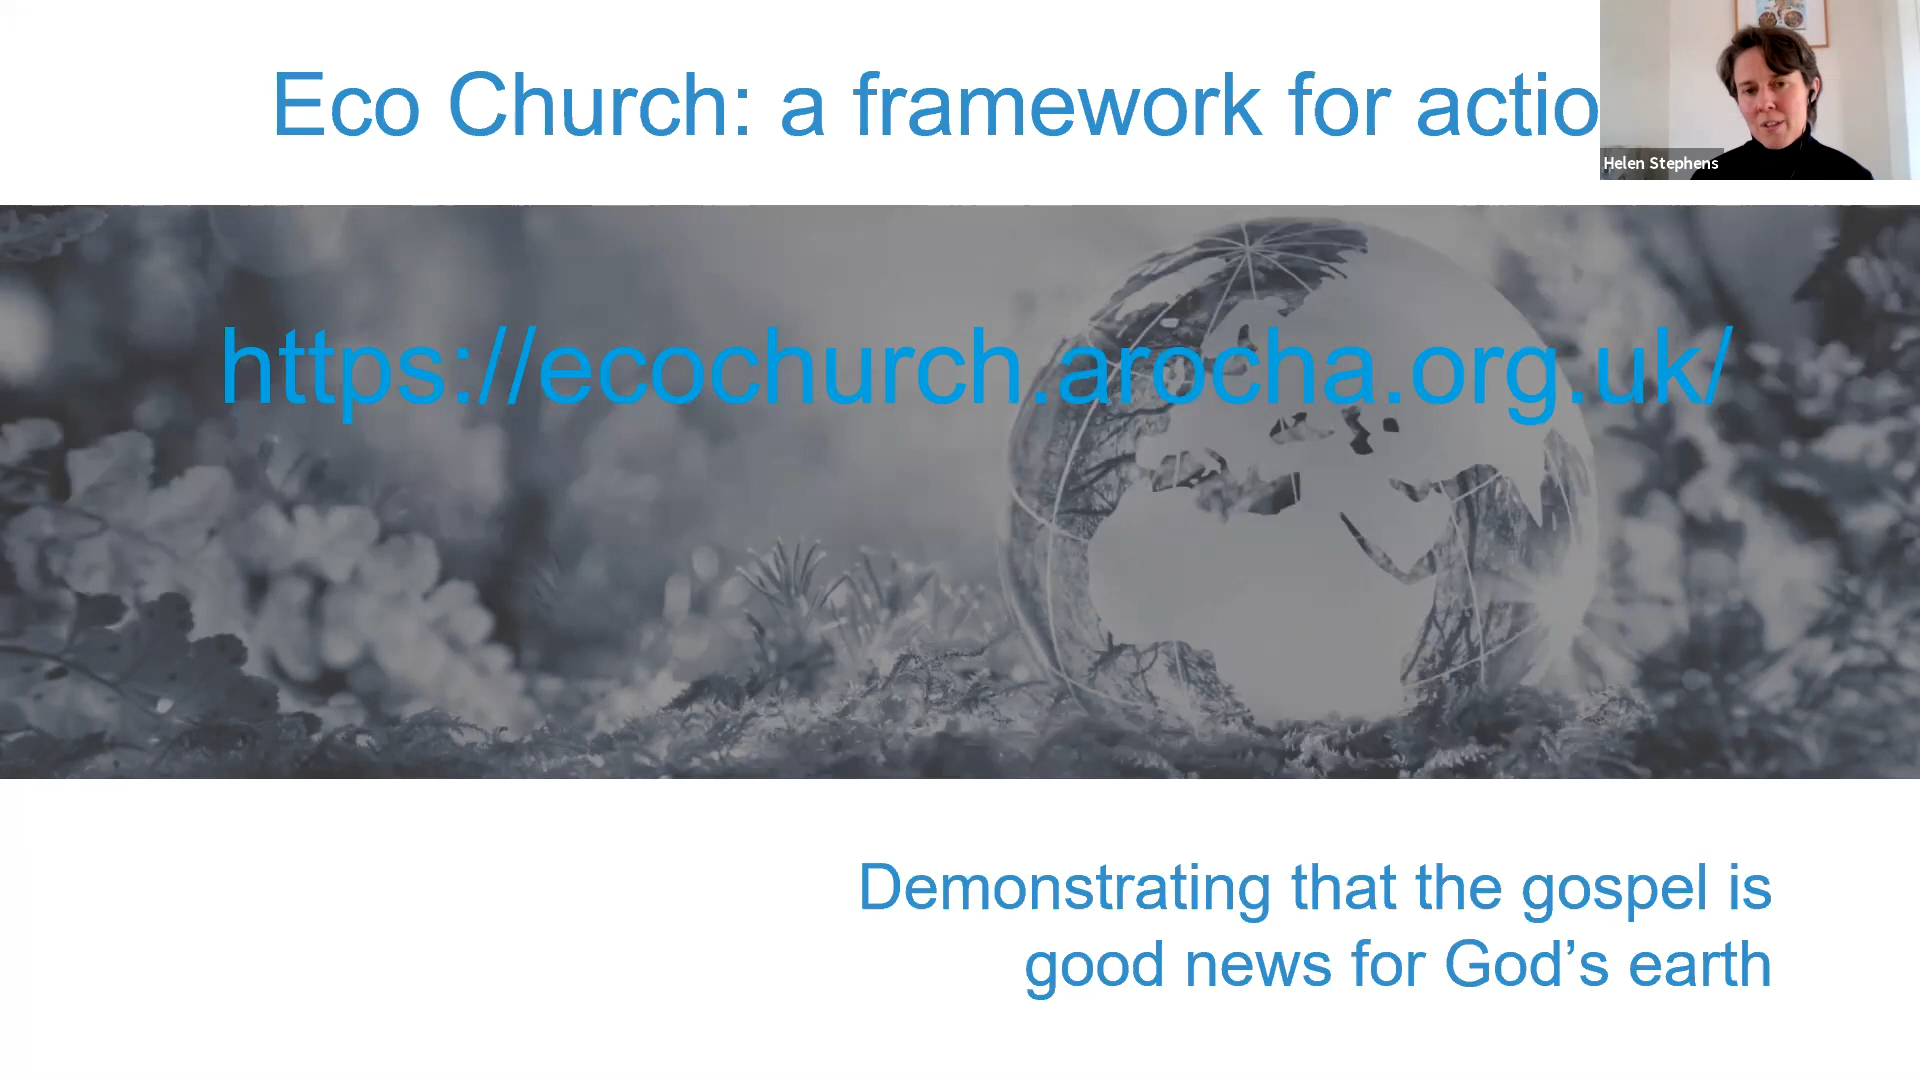 Eco Church: a framework for actio
Helen Stephens
https://ecochurch.arocha.org.uk/
Demonstrating that the gospel is
good news for God’s earth